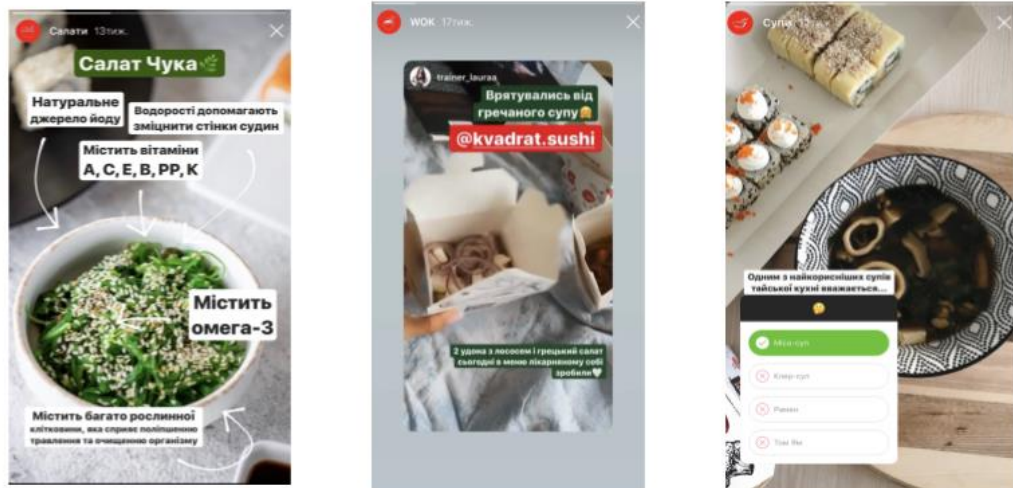 Салати 13тиж.
Салат Чука
Натуральне
джерело йоду
Водорості допомагають
зміцнити стінки судин
Містить вітаміни
A, C, E, B, PP, K
Містить
омега-3
Містить багато рослинної
клітковини, яка сприяє поліпшенню
травлення та очищенню організму
WOK 17тиж.
trainer_lauraa
Врятувались від
гречаного супу
@kvadrat.sushi
2 удона з лососем і грецький салат
сьогодні в меню лікарняному собі
зробили
Супи
Одним з найкорисніших супів
тайської кухні вважається...
Місо-суп
Кляр-суп
Рамен
Том Ям